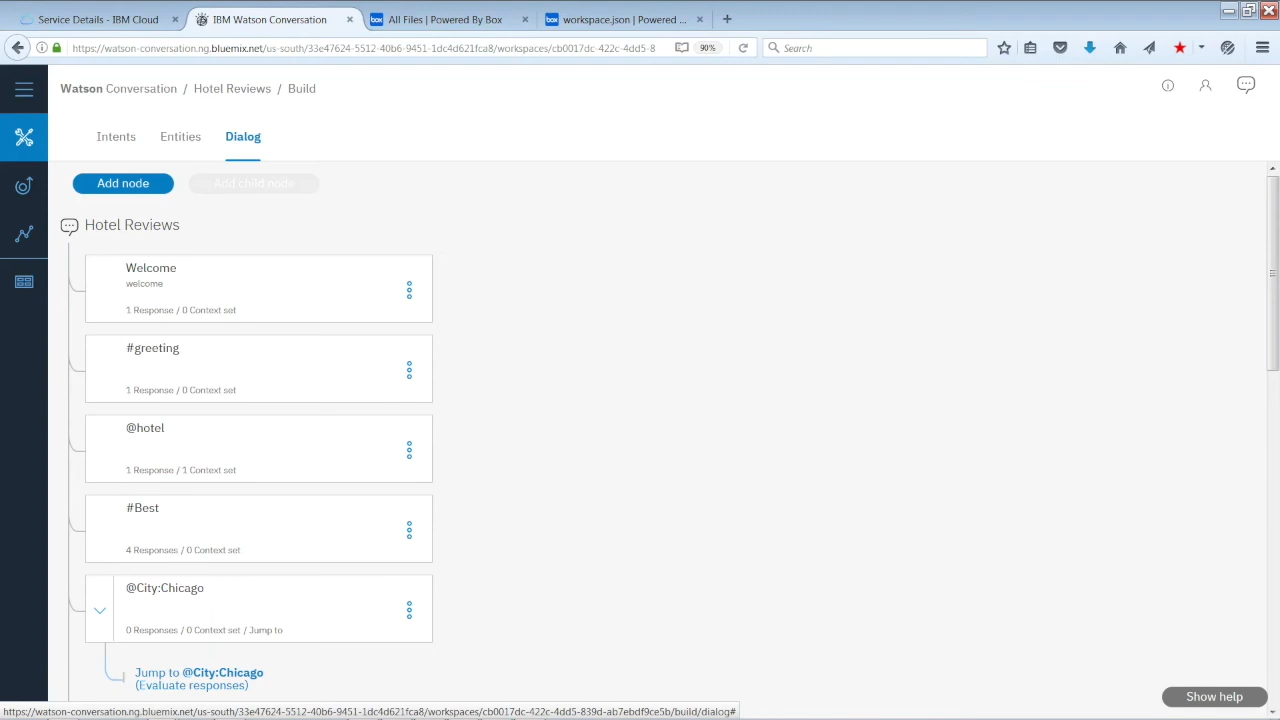 Service Details - IBM Cloud
IBM Watson Conversation
box All Files | Powered By Box
box workspace.json | Powered ...
https://watson-conversation.ng.bluemix.net/us-south/33e47624-5512-40b6-9451-1dc4d621fca8/workspaces/cb0017dc-422c-4dd5-8
90%
Search
Watson Conversation / Hotel Reviews / Build
Intents Entities Dialog
Add node Add child node
Hotel Reviews
Welcome
welcome
1 Response / 0 Context set
#greeting
1 Response / 0 Context set
@hotel
1 Response / 1 Context set
#Best
4 Responses / 0 Context set
@City:Chicago
0 Responses / 0 Context set / Jump to
Jump to @City:Chicago
(Evaluate responses)
Show help
https://watson-conversation.ng.bluemix.net/us-south/33e47624-5512-40b6-9451-1dc4d621fca8/workspaces/cb0017dc-422c-4dd5-839d-ab7ebdf9ce5b/build/dialog#